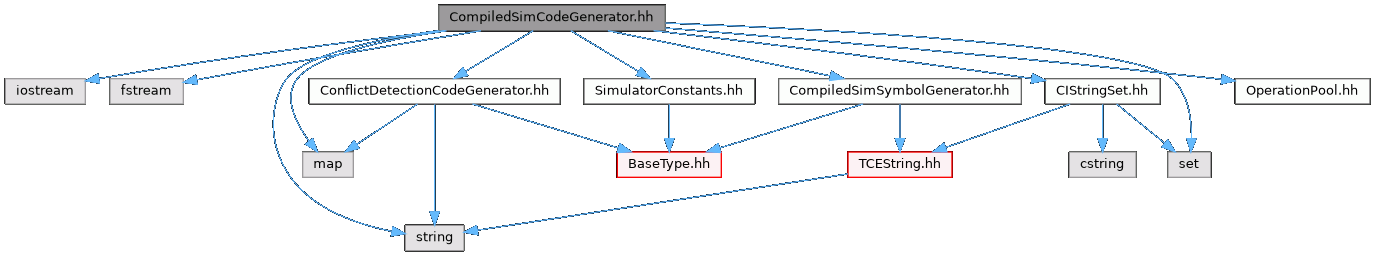 CompiledSimCodeGenerator.hh
iostream
fstream
ConflictDetectionCodeGenerator.hh
SimulatorConstants.hh
CompiledSimSymbolGenerator.hh
CIStringSet.hh
OperationPool.hh
map
BaseType.hh
TCEString.hh
cstring
set
string